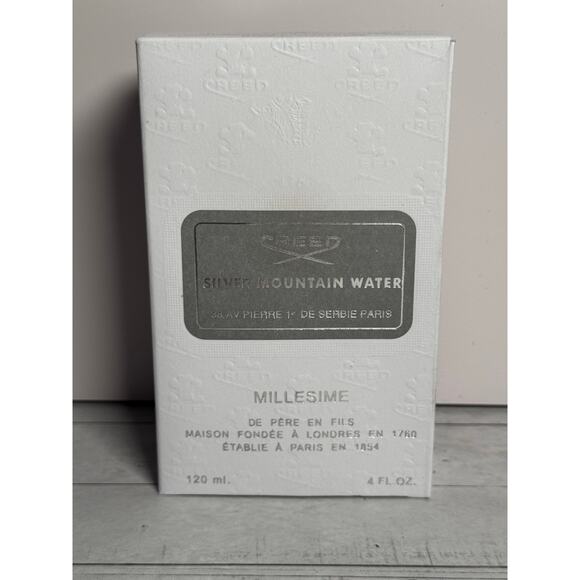 CREED
SILVER MOUNTAIN WATER
38, AV PIERRE 1er DE SERBIE PARIS
MILLESIME
DE PÈRE EN FILS
MAISON FONDÉE À LONDRES EN 1760
ÉTABLIE À PARIS EN 1854
120 ml. 4 FL.OZ.